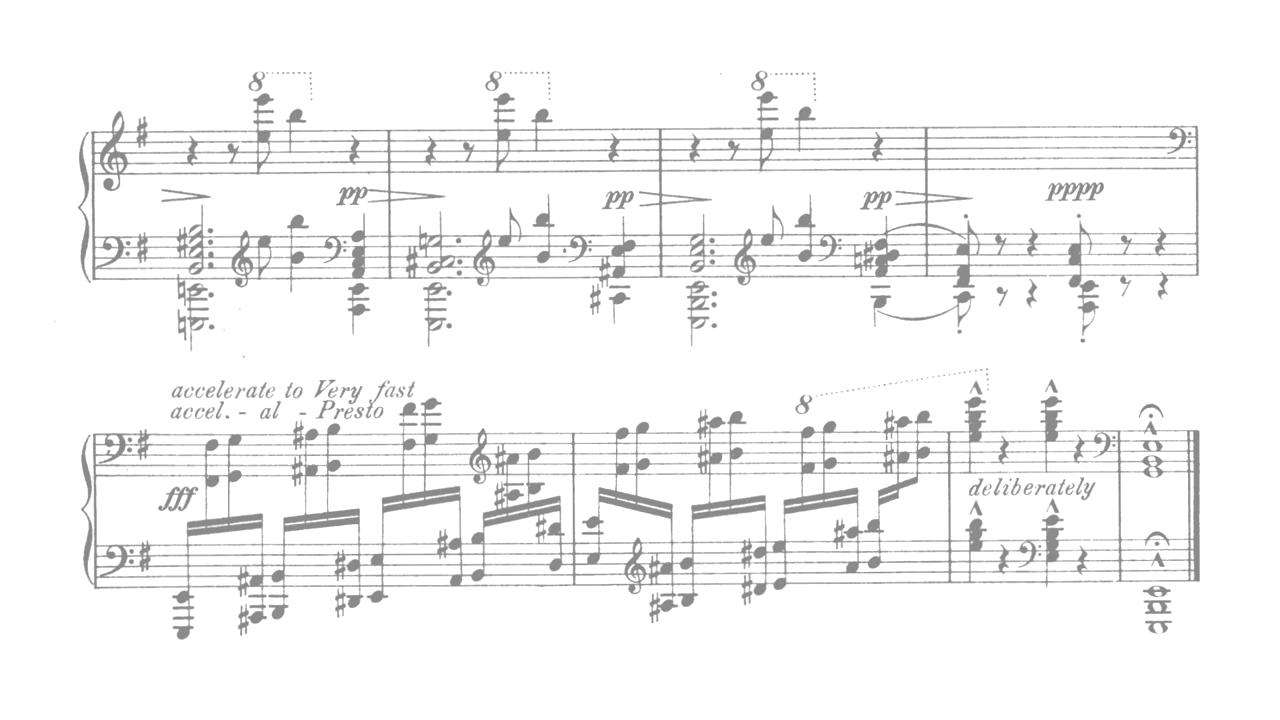 8 8 8
pp pp pp pppp
accelerate to Very fast
accel. - al - Presto
8
fff
deliberately